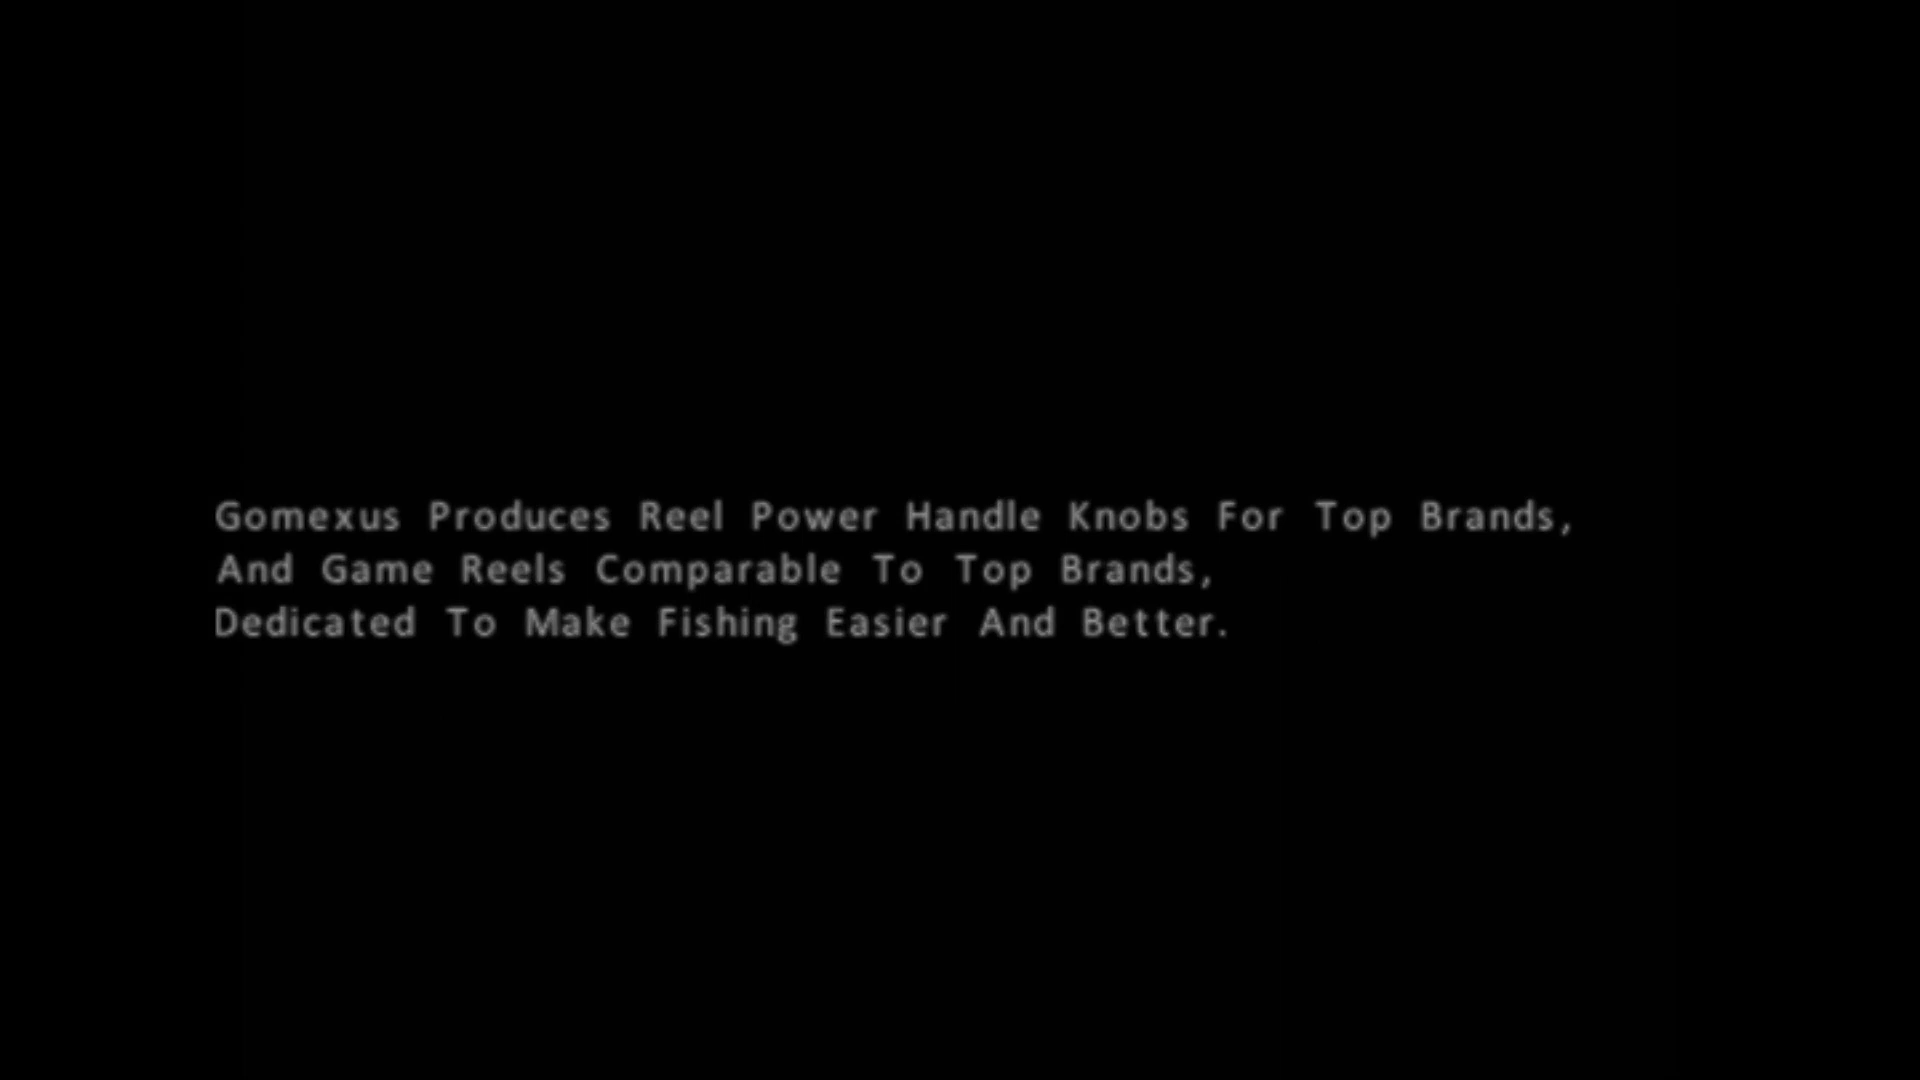 Gomexus Produces Reel Power Handle Knobs For Top Brands,
And Game Reels Comparable To Top Brands,
Dedicated To Make Fishing Easier And Better.